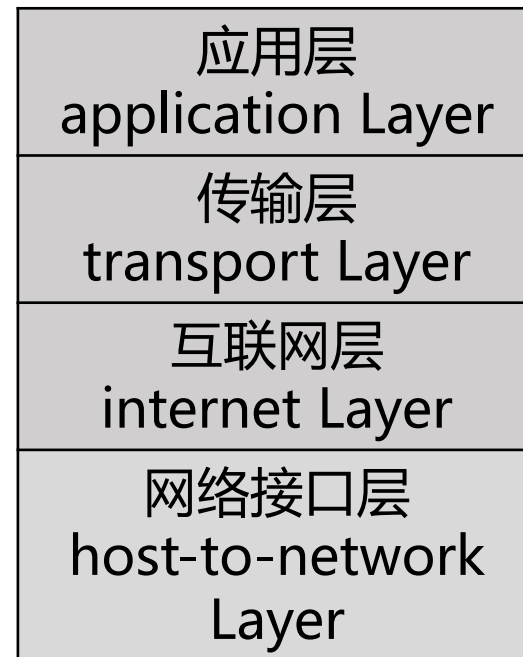 应用层
application Layer
传输层
transport Layer
互联网层
internet Layer
网络接口层
host-to-network
Layer